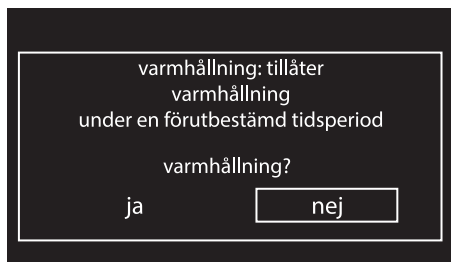 varmhållning: tillåter
varmhållning
under en förutbestämd tidsperiod
varmhållning?
ja nej